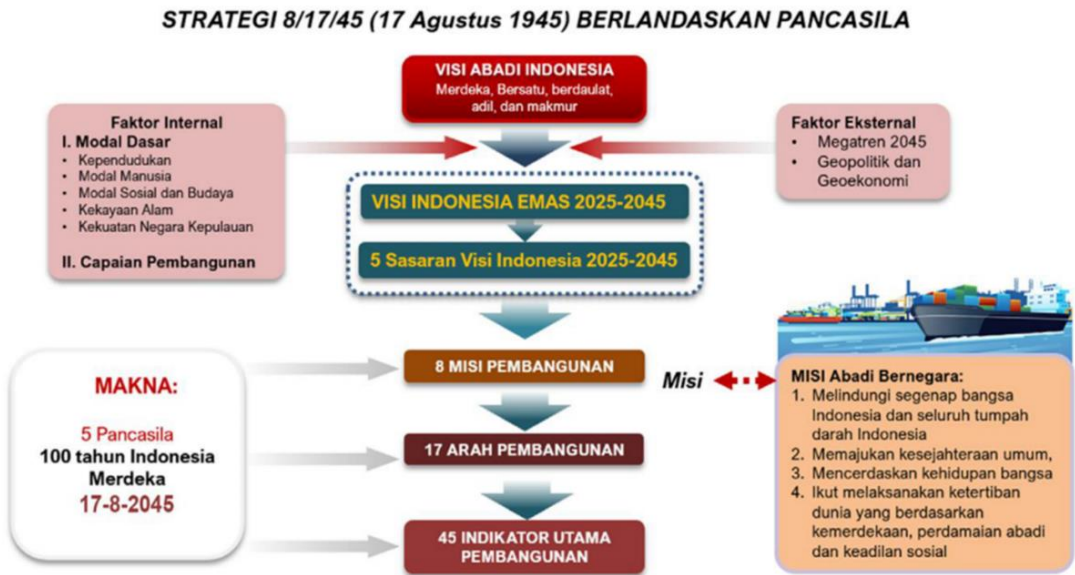 STRATEGI 8/17/45 (17 Agustus 1945) BERLANDASKAN PANCASILA
VISI ABADI INDONESIA
Merdeka, Bersatu, berdaulat,
adil, dan makmur
Faktor Internal
I. Modal Dasar
• Kependudukan
• Modal Manusia
• Modal Sosial dan Budaya
• Kekayaan Alam
• Kekuatan Negara Kepulauan
II. Capaian Pembangunan
Faktor Eksternal
• Megatren 2045
• Geopolitik dan
Geoekonomi
VISI INDONESIA EMAS 2025-2045
5 Sasaran Visi Indonesia 2025-2045
MAKNA:
5 Pancasila
100 tahun Indonesia
Merdeka
17-8-2045
8 MISI PEMBANGUNAN
17 ARAH PEMBANGUNAN
45 INDIKATOR UTAMA
PEMBANGUNAN
Misi
MISI Abadi Bernegara:
1. Melindungi segenap bangsa
Indonesia dan seluruh tumpah
darah Indonesia
2. Memajukan kesejahteraan umum,
3. Mencerdaskan kehidupan bangsa
4. Ikut melaksanakan ketertiban
dunia yang berdasarkan
kemerdekaan, perdamaian abadi
dan keadilan sosial